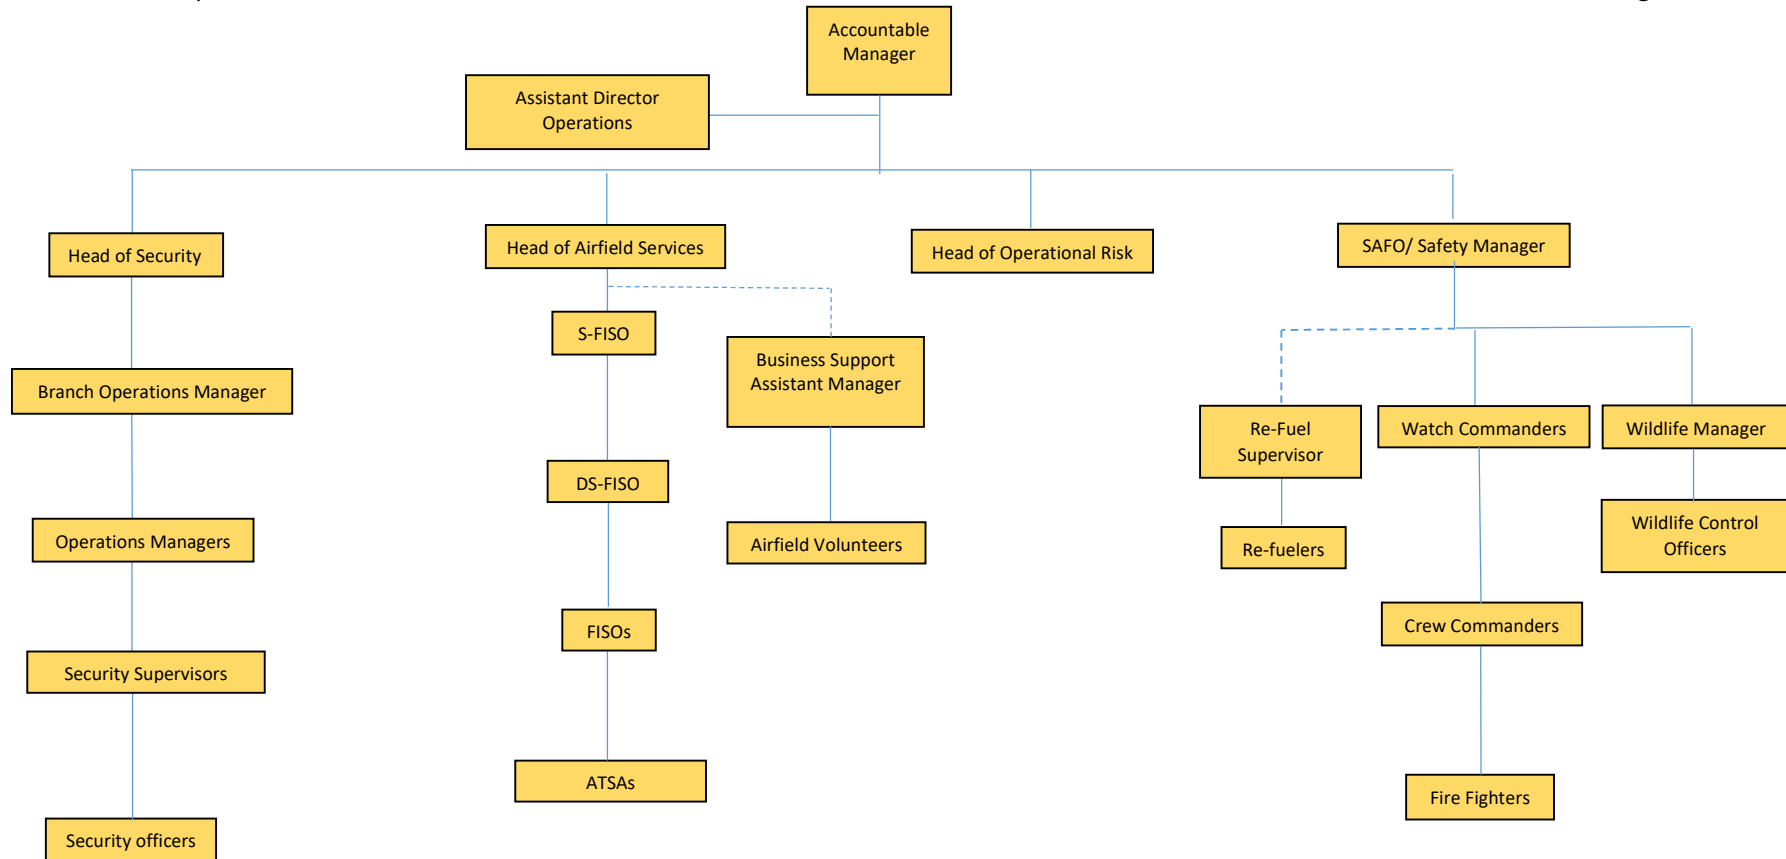 Accountable
Manager
Assistant Director
Operations
Head of Security
Head of Airfield Services
Head of Operational Risk
SAFO/ Safety Manager
S-FISO
Business Support
Assistant Manager
Branch Operations Manager
Re-Fuel
Supervisor
Watch Commanders
Wildlife Manager
DS-FISO
Operations Managers
Airfield Volunteers
Re-fuelers
Wildlife Control
Officers
FISOs
Crew Commanders
Security Supervisors
ATSAs
Fire Fighters
Security officers